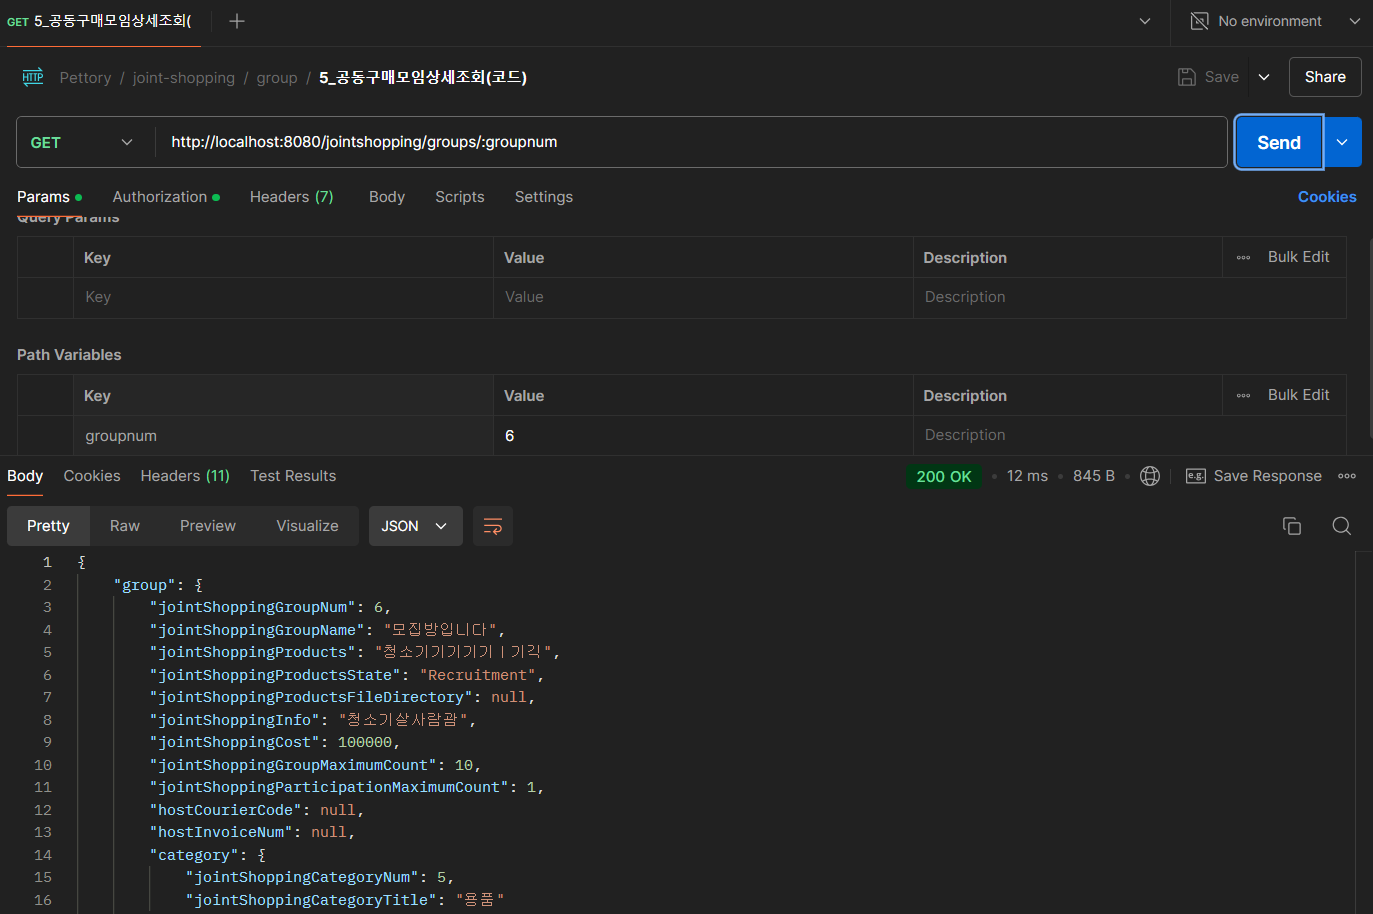 GET 5_공동구매모임상세조회(
No environment
HTTP Pettory / joint-shopping / group / 5_공동구매모임상세조회(코드)
Save
Share
GET http://localhost:8080/jointshopping/groups/:groupnum
Send
Params Authorization Headers (7) Body Scripts Settings Cookies
Query Params
Key Value Description Bulk Edit
Key Value Description
Path Variables
Key Value Description Bulk Edit
groupnum 6 Description
Body Cookies Headers (11) Test Results 200 OK 12 ms 845 B e.g. Save Response
Pretty Raw Preview Visualize JSON
1 {
2 "group": {
3 "jointShoppingGroupNum": 6,
4 "jointShoppingGroupName": "모집방입니다",
5 "jointShoppingProducts": "청소기기기기기ㅣ기긱",
6 "jointShoppingProductsState": "Recruitment",
7 "jointShoppingProductsFileDirectory": null,
8 "jointShoppingInfo": "청소기살사람괌",
9 "jointShoppingCost": 100000,
10 "jointShoppingGroupMaximumCount": 10,
11 "jointShoppingParticipationMaximumCount": 1,
12 "hostCourierCode": null,
13 "hostInvoiceNum": null,
14 "category": {
15 "jointShoppingCategoryNum": 5,
16 "jointShoppingCategoryTitle": "용품"